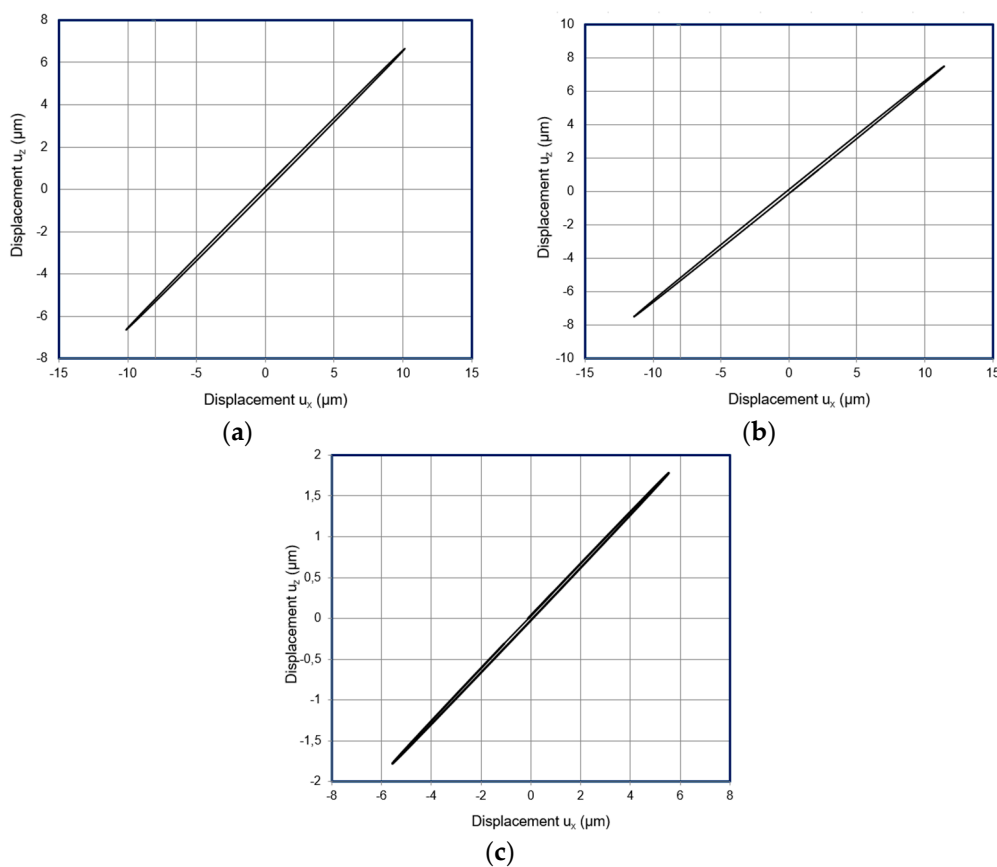 8
6
4
2
0
-2
-4
-6
-8
Displacement uz (µm)
-15 -10 -5 0 5 10 15
Displacement ux (µm)
(a)
10
8
6
4
2
0
-2
-4
-6
-8
-10
Displacement uz (µm)
-15 -10 -5 0 5 10 15
Displacement ux (µm)
(b)
2
1,5
1
0,5
0
-0,5
-1
-1,5
-2
Displacement uz (µm)
-8 -6 -4 -2 0 2 4 6 8
Displacement ux (µm)
(c)